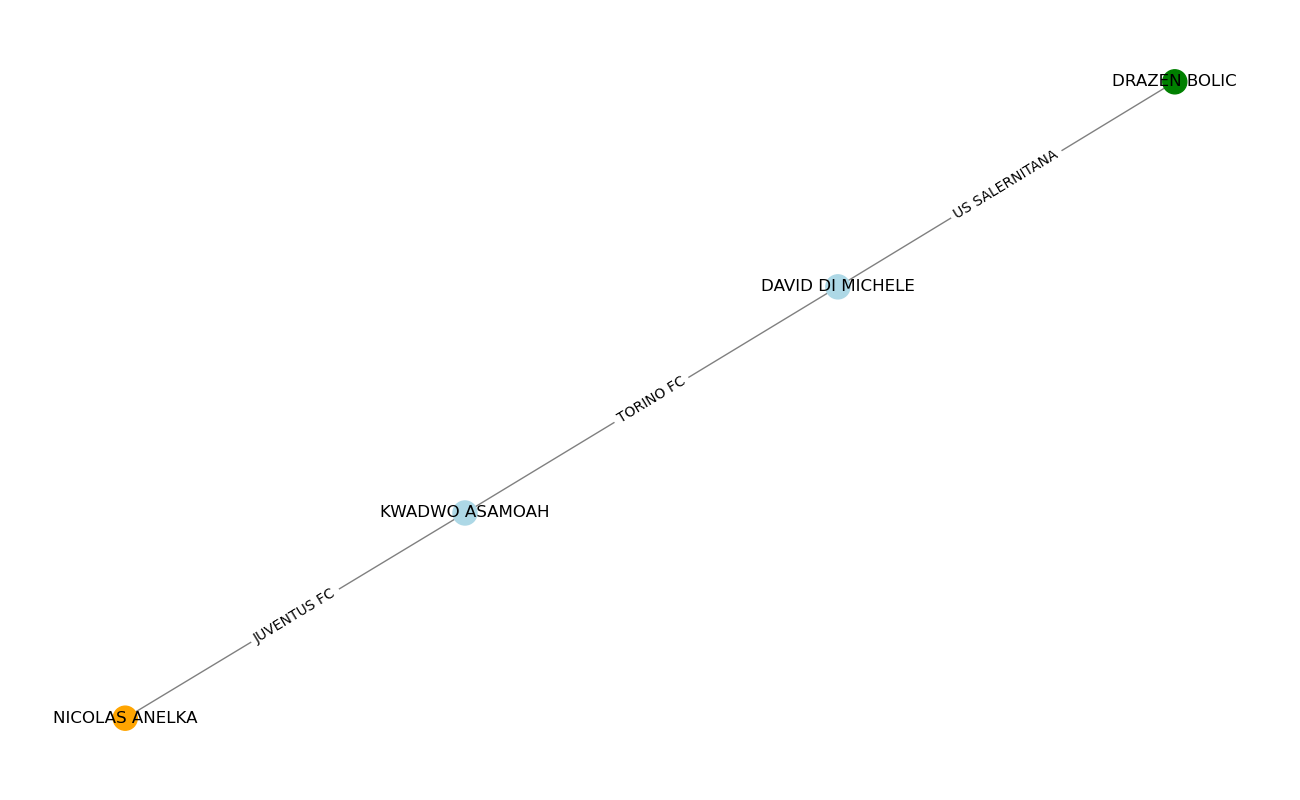 DRAZEN BOLIC
US SALERNITANA
DAVID DI MICHELE
TORINO FC
KWADWO ASAMOAH
JUVENTUS FC
NICOLAS ANELKA